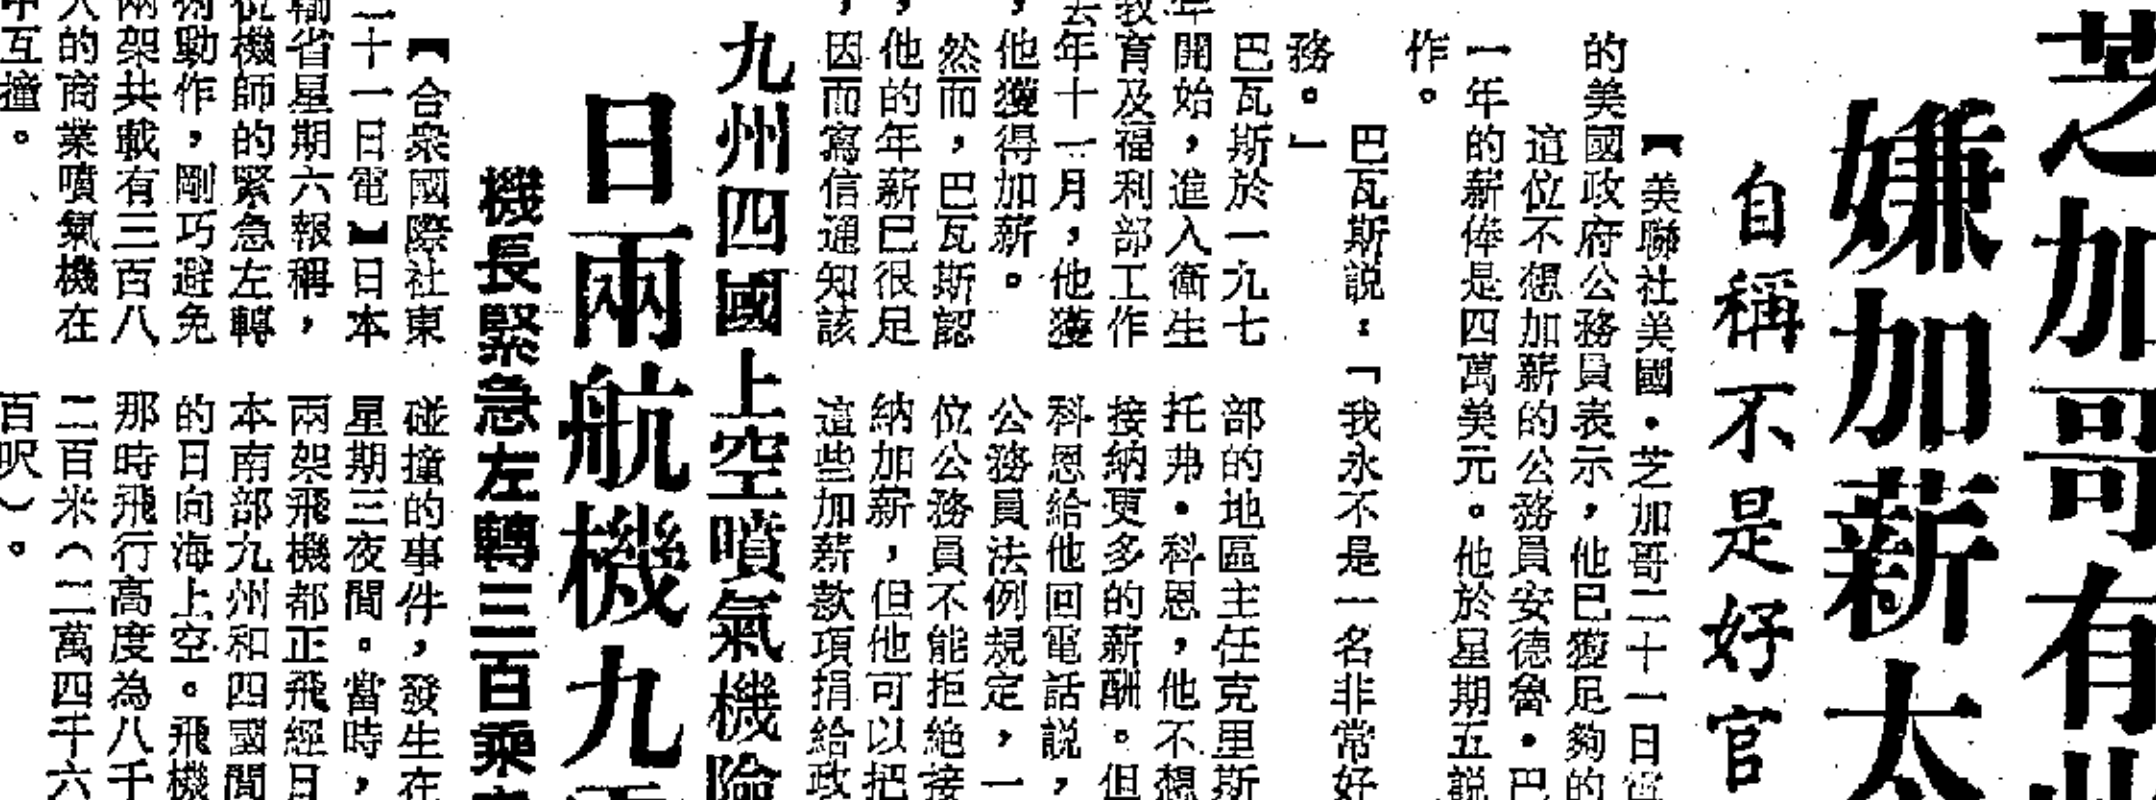 芝加哥有
嫌加薪太
自稱不是好官
【美聯社美國・芝加哥二十一日電
的美國政府公務員表示，他已獲足夠的
這位不想加薪的公務員安德魯・巴
一年的薪俸是四萬美元。他於星期五說
作。
巴瓦斯說：「我永不是一名非常好
務。」
巴瓦斯於一九七
年開始，進入衛生
教育及福利部工作
去年十一月，他獲
，他獲得加薪。
然而，巴瓦斯認
，他的年薪已很足
，因而寫信通知該
部的地區主任克里斯
托弗・科恩，他不想
接納更多的薪酬。但
科恩給他回電話說，
公務員法例規定，一
位公務員不能拒絶接
納加薪，但他可以把
這些加薪款項捐給政
九州四國上空噴氣機險
日兩航機九
機長緊急左轉三百乘
【合衆國際社東
二十一日電】日本
輸省星期六報稱，
位機師的緊急左轉
術動作，剛巧避免
兩架共載有三百八
人的商業噴氣機在
中互撞。
碰撞的事件，發生在
星期三夜間。當時，
兩架飛機都正飛經日
本南部九州和四國間
的日向海上空。飛機
那時飛行高度為八千
二百米（二萬四千六
百呎）。